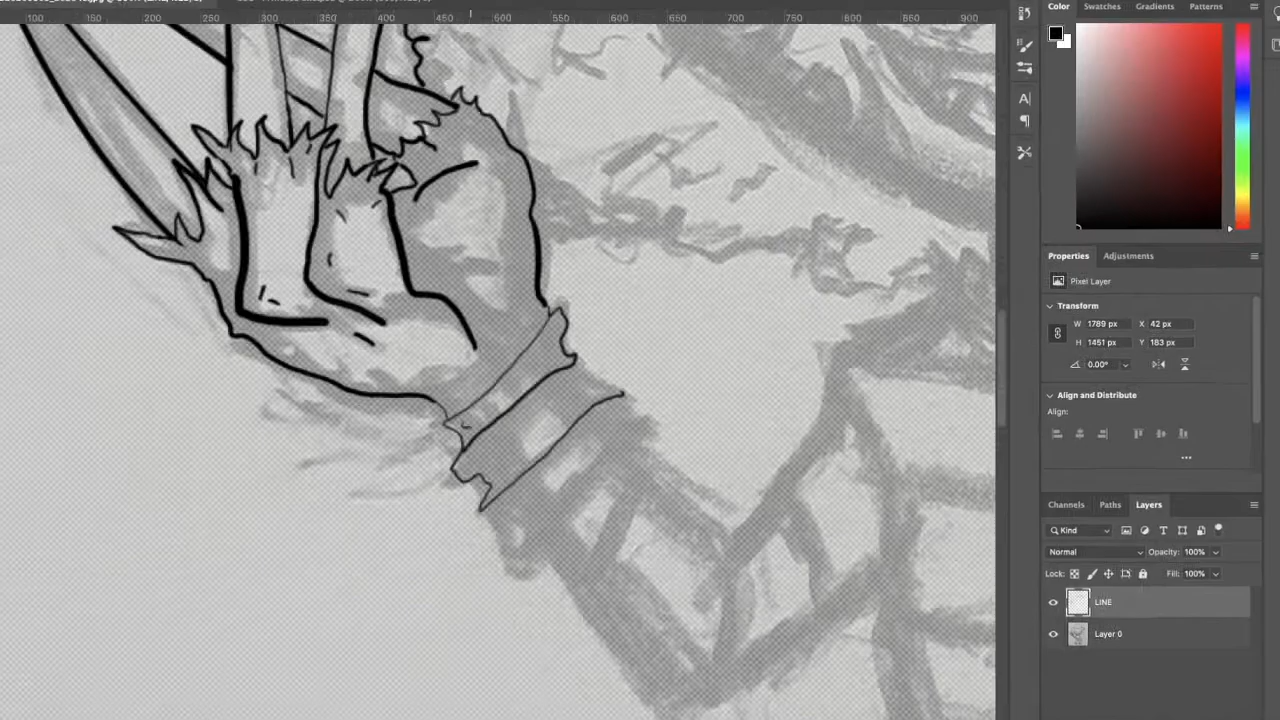 100 150 200 250 300 350 400 450 500 550 600 650 700 750 800 850 900
Color Swatches Gradients Patterns
Properties Adjustments
Pixel Layer
Transform
W 1789 px X 42 px
H 1451 px Y 183 px
0.00°
Align and Distribute
Align:
Channels Paths Layers
Kind
Normal Opacity: 100%
Lock: Fill: 100%
LINE
Layer 0